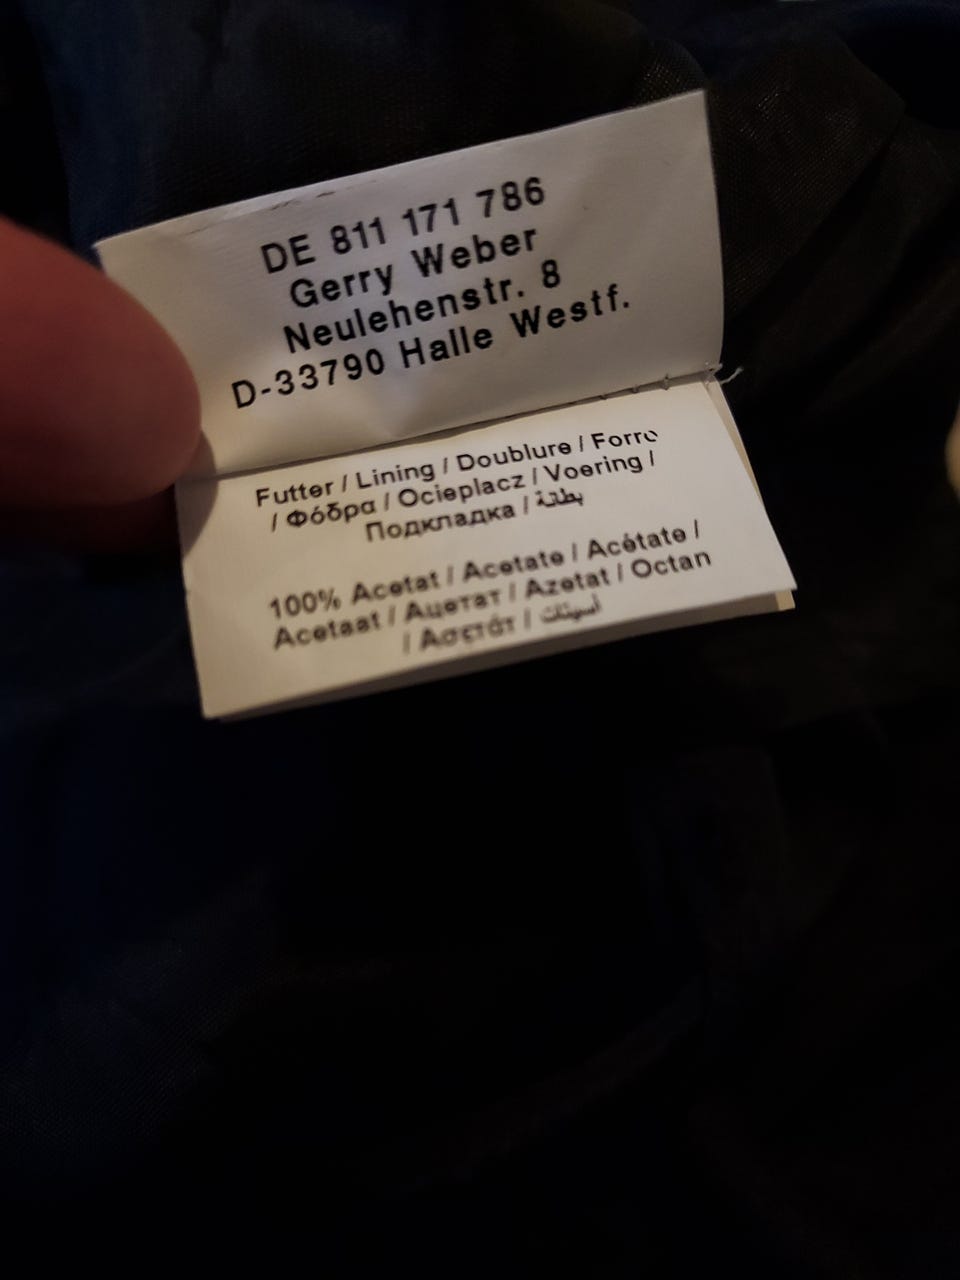 DE 811 171 786
Gerry Weber
Neulehenstr. 8
D-33790 Halle Westf.
Futter / Lining / Doublure / Forro
/ Φόδρα / Ocieplacz / Voering /
Подкладка / بطانة
100% Acetat / Acetate / Acétate /
Acetaat / Ацетат / Azetat / Octan
/ Ασετάτ / أسيتات